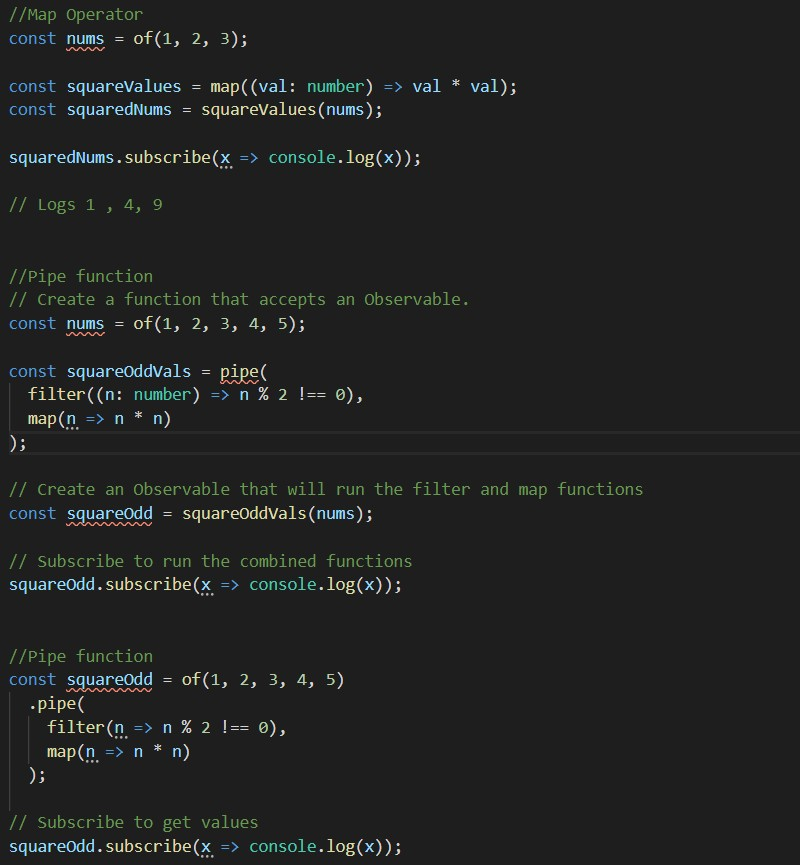 //Map Operator
const nums = of(1, 2, 3);
const squareValues = map((val: number) => val * val);
const squaredNums = squareValues(nums);
squaredNums.subscribe(x => console.log(x));
// Logs 1 , 4, 9
//Pipe function
// Create a function that accepts an Observable.
const nums = of(1, 2, 3, 4, 5);
const squareOddVals = pipe(
  filter((n: number) => n % 2 !== 0),
  map(n => n * n)
);
// Create an Observable that will run the filter and map functions
const squareOdd = squareOddVals(nums);
// Subscribe to run the combined functions
squareOdd.subscribe(x => console.log(x));
//Pipe function
const squareOdd = of(1, 2, 3, 4, 5)
  .pipe(
    filter(n => n % 2 !== 0),
    map(n => n * n)
  );
// Subscribe to get values
squareOdd.subscribe(x => console.log(x));